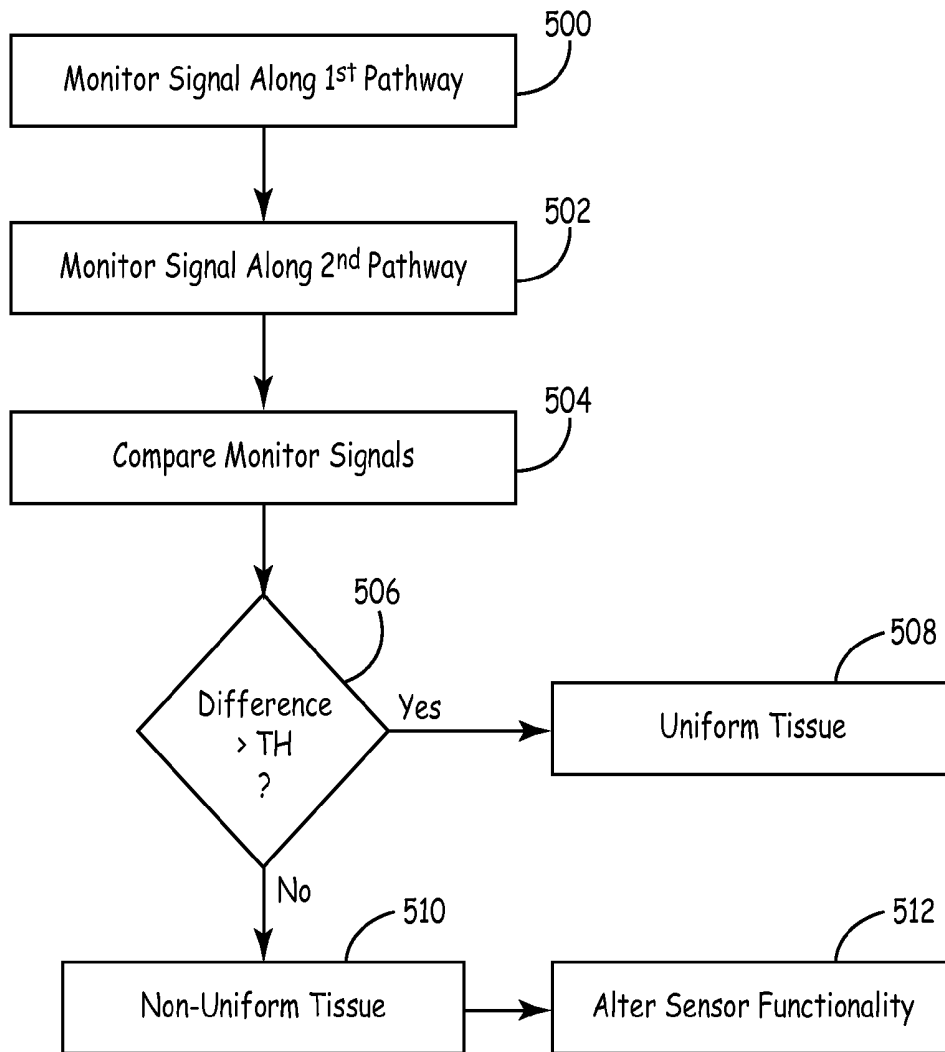 500
Monitor Signal Along 1st Pathway
502
Monitor Signal Along 2nd Pathway
504
Compare Monitor Signals
506
Difference
> TH
?
Yes
508
Uniform Tissue
No
510
Non-Uniform Tissue
512
Alter Sensor Functionality